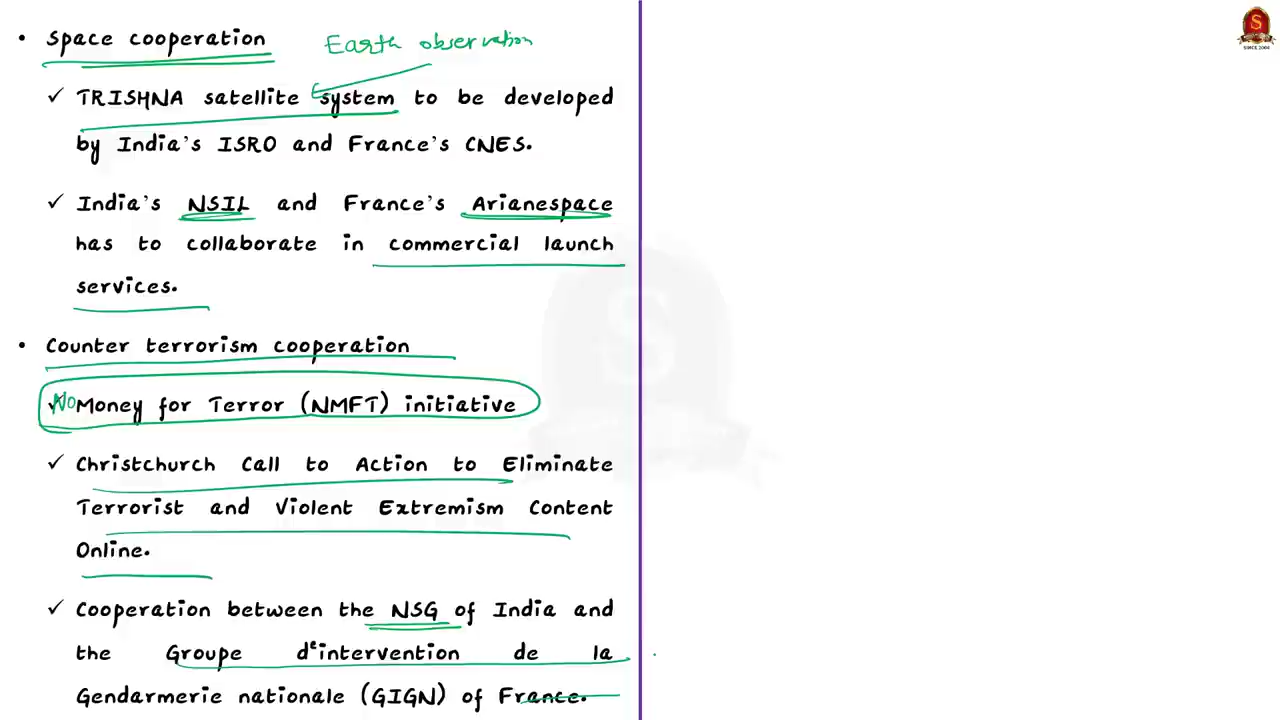 • Space cooperation
Earth observation
✓ TRISHNA satellite system to be developed
by India's ISRO and France's CNES.
✓ India's NSIL and France's Arianespace
has to collaborate in commercial launch
services.
• Counter terrorism cooperation
✓ No Money for Terror (NMFT) initiative
✓ Christchurch Call to Action to Eliminate
Terrorist and Violent Extremism Content
Online.
✓ Cooperation between the NSG of India and
the Groupe d'intervention de la
Gendarmerie nationale (GIGN) of France.
S
SINCE 2004